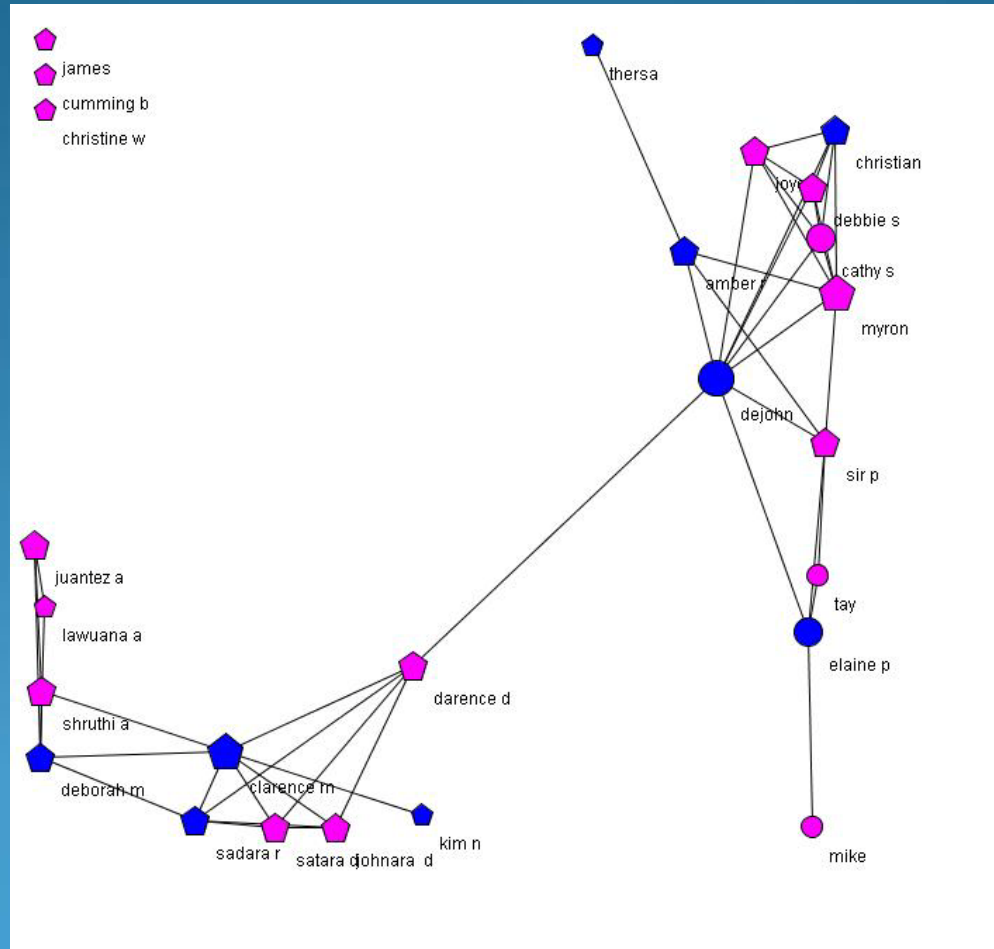 james
cumming b
christine w
thersa
christian
debbie s
cathy s
amber
myron
dejohn
sir p
juantez a
tay
lawuana a
elaine p
darence d
shruthi a
clarence m
deborah m
kim n
sadara r
satara d
johnara d
mike